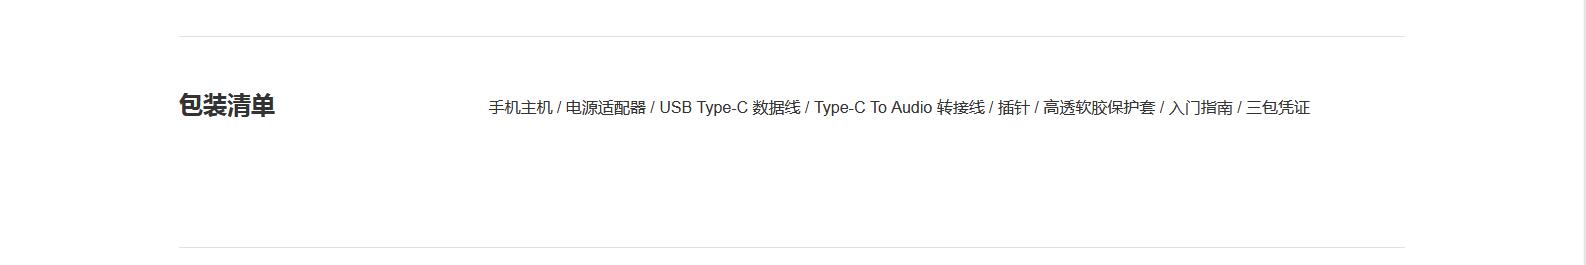 包装清单
手机主机 / 电源适配器 / USB Type-C 数据线 / Type-C To Audio 转接线 / 插针 / 高透软胶保护套 / 入门指南 / 三包凭证